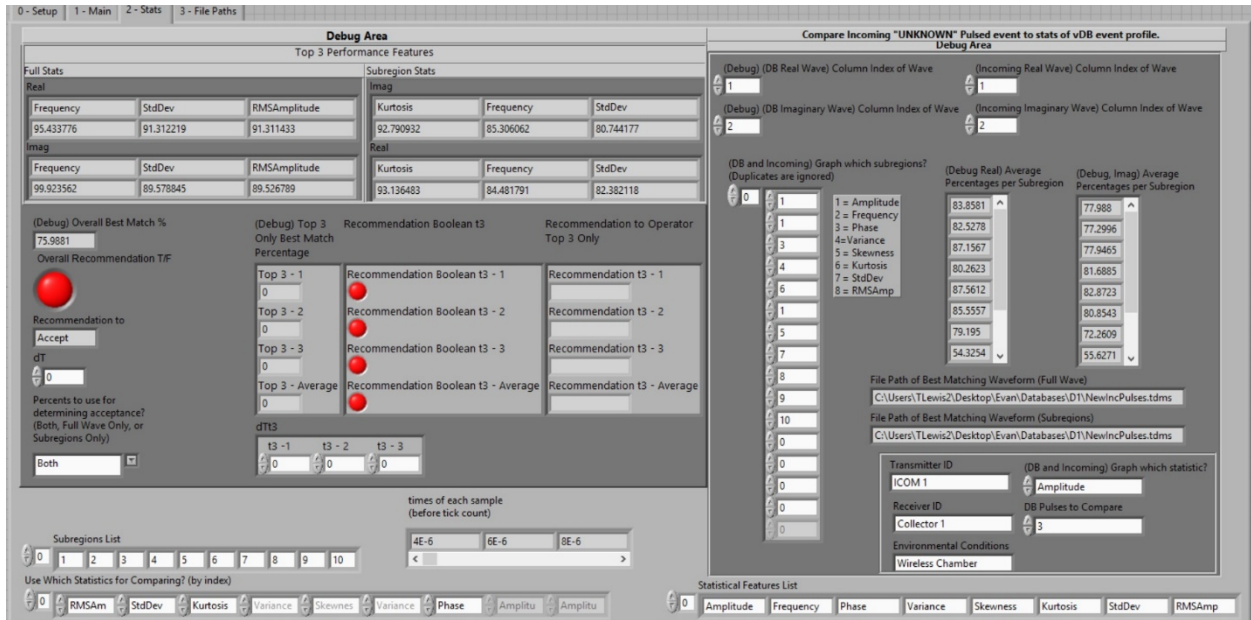 0 - Setup
1 - Main
2 - Stats
3 - File Paths
Debug Area
Top 3 Performance Features
Full Stats
Real
Frequency StdDev RMSAmplitude
95.433776 91.312219 91.311433
Imag
Frequency StdDev RMSAmplitude
99.923562 89.578845 89.526789
Subregion Stats
Imag
Kurtosis Frequency StdDev
92.790932 85.306062 80.744177
Real
Kurtosis Frequency StdDev
93.136483 84.481791 82.382118
(Debug) Overall Best Match %
75.9881
Overall Recommendation T/F
Recommendation to
Accept
dT
0
Percents to use for
determining acceptance?
(Both, Full Wave Only, or
Subregions Only)
Both
(Debug) Top 3
Only Best Match
Percentage
Top 3 - 1
0
Top 3 - 2
0
Top 3 - 3
0
Top 3 - Average
0
Recommendation Boolean t3
Recommendation Boolean t3 - 1
Recommendation Boolean t3 - 2
Recommendation Boolean t3 - 3
Recommendation Boolean t3 - Average
Recommendation to Operator
Top 3 Only
Recommendation t3 - 1
Recommendation t3 - 2
Recommendation t3 - 3
Recommendation t3 - Average
dTt3
t3 -1 t3 - 2 t3 - 3
0 0 0
times of each sample
(before tick count)
4E-6 6E-6 8E-6
Subregions List
0 1 2 3 4 5 6 7 8 9 10
Use Which Statistics for Comparing? (by index)
0 RMSAm StdDev Kurtosis Variance Skewnes Variance Phase Amplitu Amplitu
Compare Incoming "UNKNOWN" Pulsed event to stats of vDB event profile.
Debug Area
(Debug) (DB Real Wave) Column Index of Wave
1
(Incoming Real Wave) Column Index of Wave
1
(Debug) (DB Imaginary Wave) Column Index of Wave
2
(Incoming Imaginary Wave) Column Index of Wave
2
(DB and Incoming) Graph which subregions?
(Duplicates are ignored)
0
1
1
3
4
6
1
5
7
8
9
10
0
0
0
0
1 = Amplitude
2 = Frequency
3 = Phase
4=Variance
5 = Skewness
6 = Kurtosis
7 = StdDev
8 = RMSAmp
(Debug Real) Average
Percentages per Subregion
83.8581
82.5278
87.1567
80.2623
87.5612
85.5557
79.195
54.3254
(Debug, Imag) Average
Percentages per Subregion
77.988
77.2996
77.9465
81.6885
82.8723
80.8543
72.2609
55.6271
File Path of Best Matching Waveform (Full Wave)
C:\Users\TLewis2\Desktop\Evan\Databases\D1\NewIncPulses.tdms
File Path of Best Matching Waveform (Subregions)
C:\Users\TLewis2\Desktop\Evan\Databases\D1\NewIncPulses.tdms
Transmitter ID
ICOM 1
Receiver ID
Collector 1
Environmental Conditions
Wireless Chamber
(DB and Incoming) Graph which statistic?
Amplitude
DB Pulses to Compare
3
Statistical Features List
0 Amplitude Frequency Phase Variance Skewness Kurtosis StdDev RMSAmp